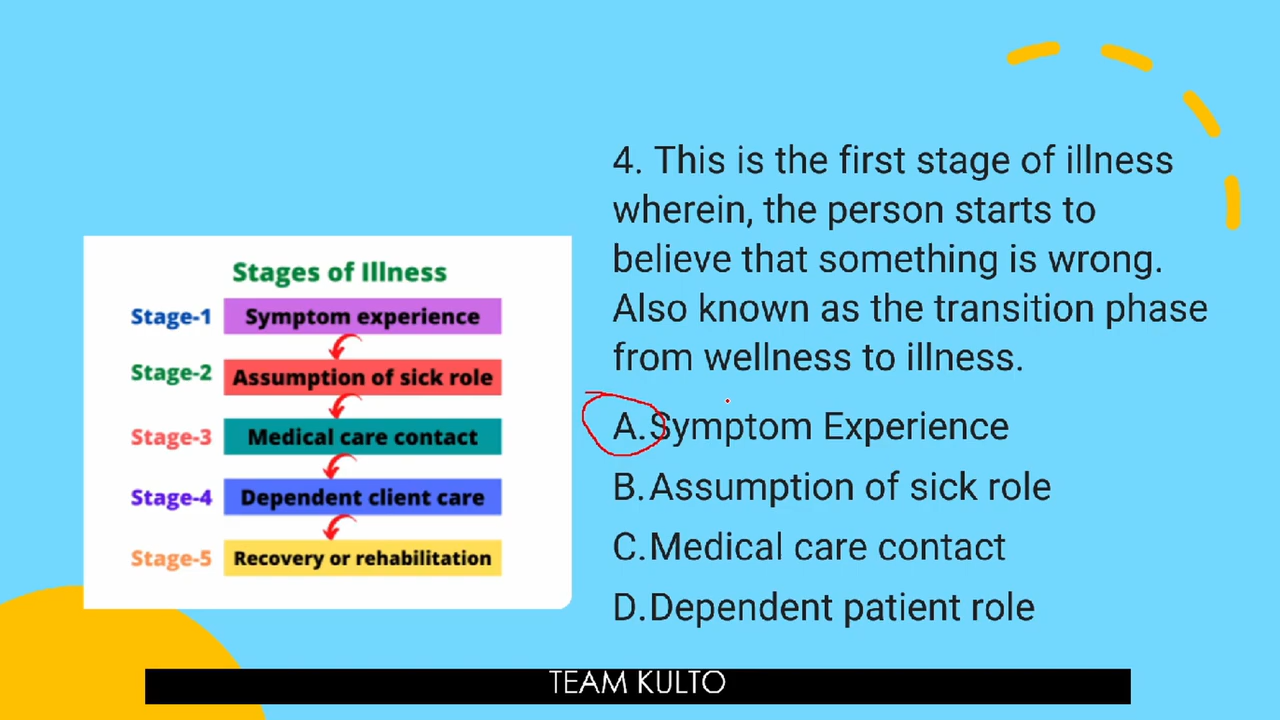 Stages of Illness
Stage-1 Symptom experience
Stage-2 Assumption of sick role
Stage-3 Medical care contact
Stage-4 Dependent client care
Stage-5 Recovery or rehabilitation
4. This is the first stage of illness
wherein, the person starts to
believe that something is wrong.
Also known as the transition phase
from wellness to illness.
A.Symptom Experience
B.Assumption of sick role
C.Medical care contact
D.Dependent patient role
TEAM KULTO